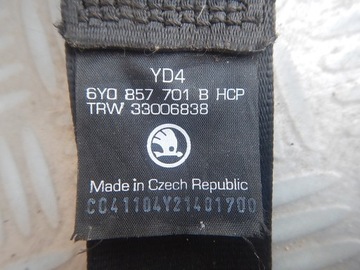 YD4
6Y0 857 701 B HCP
TRW 33006838
Made in Czech Republic
CC41104Y21401700